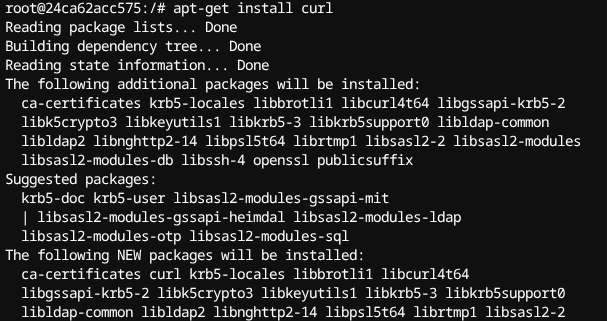 root@24ca62acc575:/# apt-get install curl
Reading package lists... Done
Building dependency tree... Done
Reading state information... Done
The following additional packages will be installed:
  ca-certificates krb5-locales libbrotli1 libcurl4t64 libgssapi-krb5-2
  libk5crypto3 libkeyutils1 libkrb5-3 libkrb5support0 libldap-common
  libldap2 libnghttp2-14 libpsl5t64 librtmp1 libsasl2-2 libsasl2-modules
  libsasl2-modules-db libssh-4 openssl publicsuffix
Suggested packages:
  krb5-doc krb5-user libsasl2-modules-gssapi-mit
  | libsasl2-modules-gssapi-heimdal libsasl2-modules-ldap
  libsasl2-modules-otp libsasl2-modules-sql
The following NEW packages will be installed:
  ca-certificates curl krb5-locales libbrotli1 libcurl4t64
  libgssapi-krb5-2 libk5crypto3 libkeyutils1 libkrb5-3 libkrb5support0
  libldap-common libldap2 libnghttp2-14 libpsl5t64 librtmp1 libsasl2-2